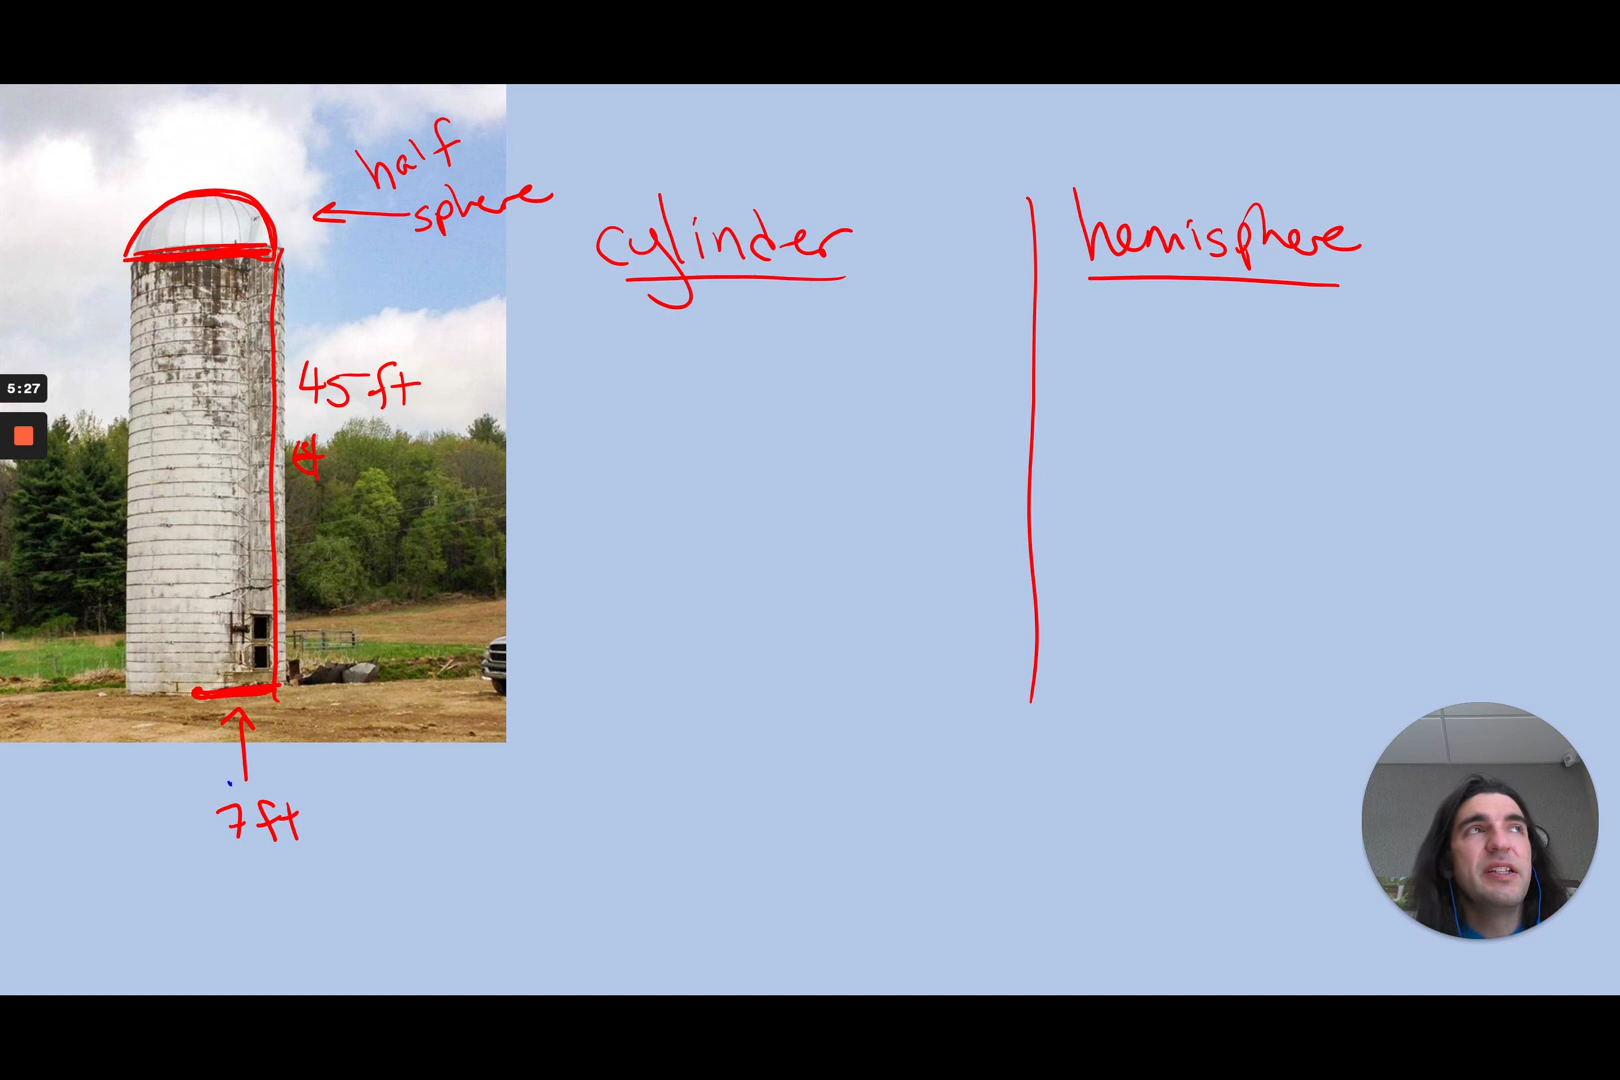 half
sphere
cylinder
hemisphere
45 ft
5:27
7 ft